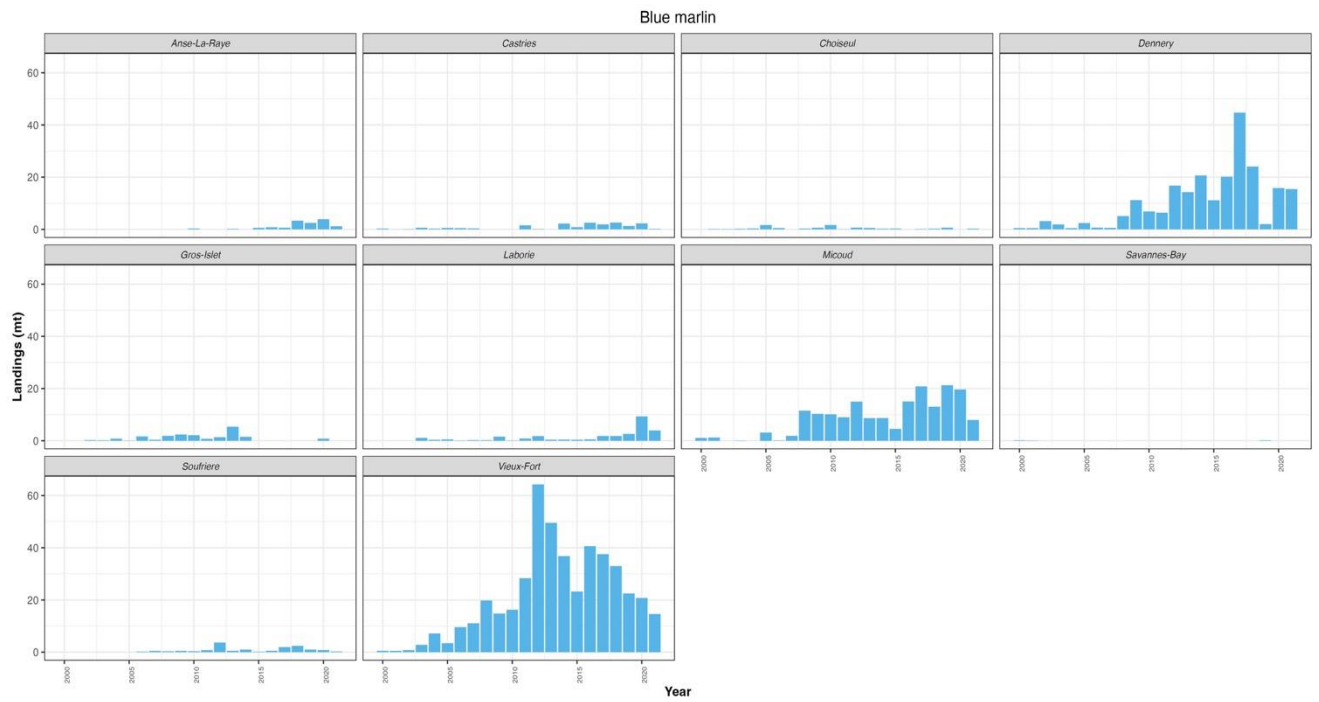 Blue marlin
Anse-La-Raye Castries Choiseul Dennery
60
40
20
0
Gros-Islet Laborie Micoud Savannes-Bay
60
40
20
0
2000 2005 2010 2015 2020 2000 2005 2010 2015 2020
Soufriere Vieux-Fort
60
40
20
0
2000 2005 2010 2015 2020 2000 2005 2010 2015 2020
Landings (mt)
Year